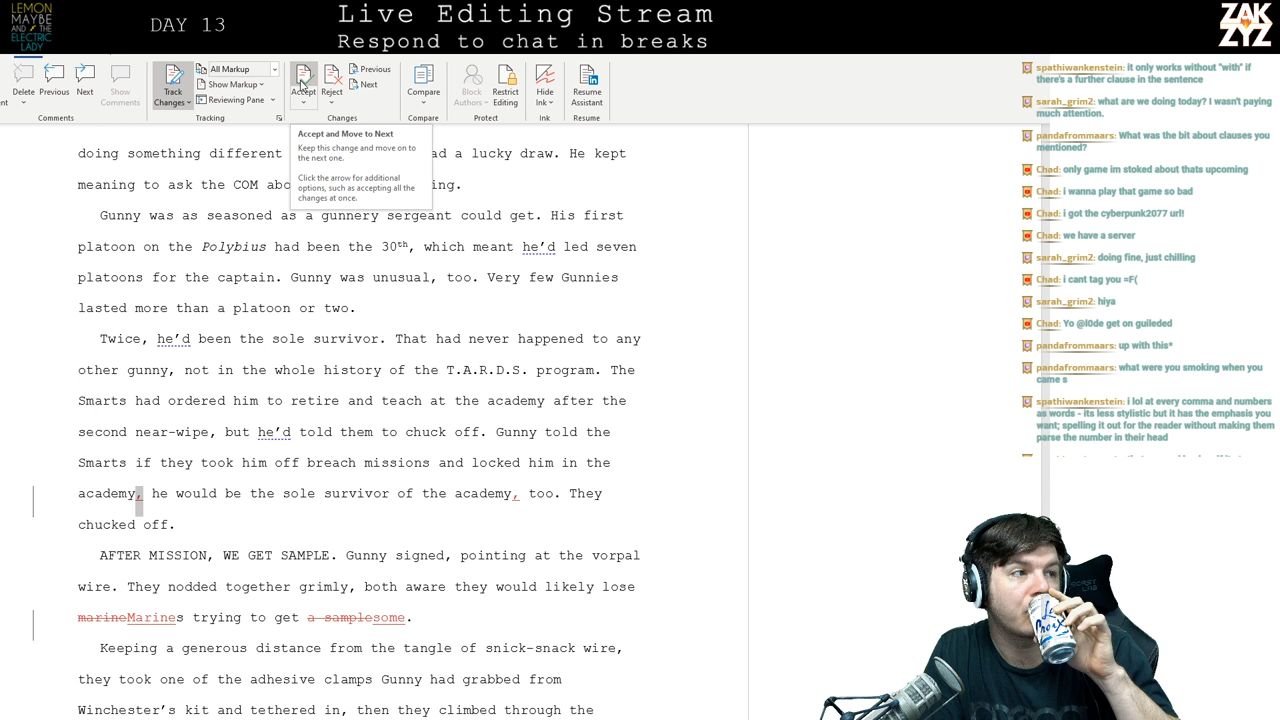 LEMON
MAYBE
AND THE
ELECTRIC
LADY
DAY 13
Live Editing Stream
Respond to chat in breaks
ZAK
ZYZ
Delete
Previous
Next
Show
Comments
Comments
Track
Changes
All Markup
Show Markup
Reviewing Pane
Tracking
Accept
Reject
Previous
Next
Changes
Compare
Compare
Block
Authors
Restrict
Editing
Protect
Hide
Ink
Ink
Resume
Assistant
Resume
Accept and Move to Next
Keep this change and move on to
the next one.
Click the arrow for additional
options, such as accepting all the
changes at once.
doing something different
ad a lucky draw. He kept
meaning to ask the COM abo
ing.
Gunny was as seasoned as a gunnery sergeant could get. His first
platoon on the Polybius had been the 30th, which meant he’d led seven
platoons for the captain. Gunny was unusual, too. Very few Gunnies
lasted more than a platoon or two.
Twice, he’d been the sole survivor. That had never happened to any
other gunny, not in the whole history of the T.A.R.D.S. program. The
Smarts had ordered him to retire and teach at the academy after the
second near-wipe, but he’d told them to chuck off. Gunny told the
Smarts if they took him off breach missions and locked him in the
academy, he would be the sole survivor of the academy, too. They
chucked off.
AFTER MISSION, WE GET SAMPLE. Gunny signed, pointing at the vorpal
wire. They nodded together grimly, both aware they would likely lose
marineMarines trying to get a samplesome.
Keeping a generous distance from the tangle of snick-snack wire,
they took one of the adhesive clamps Gunny had grabbed from
Winchester’s kit and tethered in, then they climbed through the
spathiwankenstein: it only works without "with" if
there's a further clause in the sentence
sarah_grim2: what are we doing today? I wasn't paying
much attention.
pandafrommaars: What was the bit about clauses you
mentioned?
Chad: only game im stoked about thats upcoming
Chad: i wanna play that game so bad
Chad: i got the cyberpunk2077 url!
Chad: we have a server
sarah_grim2: doing fine, just chilling
Chad: i cant tag you =F(
sarah_grim2: hiya
Chad: Yo @l0de get on guileded
pandafrommaars: up with this*
pandafrommaars: what were you smoking when you
came s
spathiwankenstein: i lol at every comma and numbers
as words - its less stylistic but it has the emphasis you
want; spelling it out for the reader without making them
parse the number in their head
La
Croix